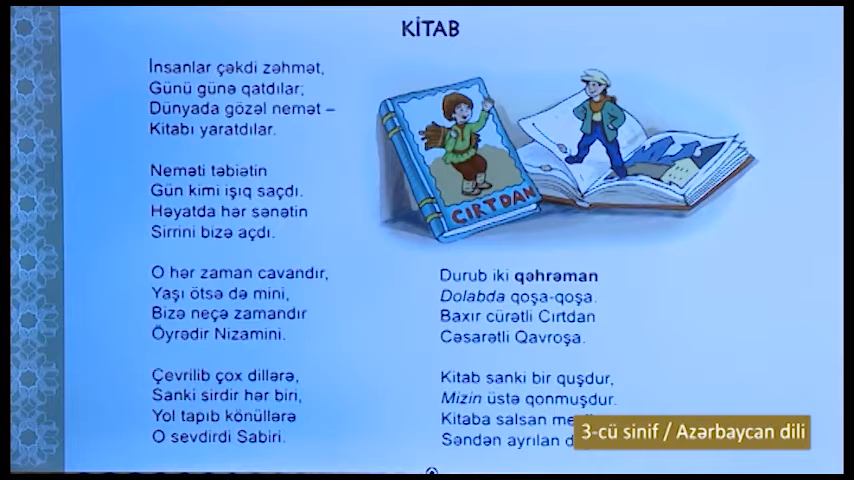 KİTAB
İnsanlar çəkdi zəhmət,
Günü günə qatdılar;
Dünyada gözəl nemət –
Kitabı yaratdılar.
Neməti təbiətin
Gün kimi işıq saçdı.
Həyatda hər sənətin
Sirrini bizə açdı.
O hər zaman cavandır,
Yaşı ötsə də mini,
Bizə neçə zamandır
Öyrədir Nizamini.
Çevrilib çox dillərə,
Sanki sirdir hər biri,
Yol tapıb könüllərə
O sevdirdi Sabiri.
CIRTDAN
Durub iki qəhrəman
Dolabda qoşa-qoşa.
Baxır cürətli Cırtdan
Cəsarətli Qavroşa.
Kitab sanki bir quşdur,
Mizin üstə qonmuşdur.
Kitaba salsan
Səndən ayrılan
3-cü sinif / Azərbaycan dili